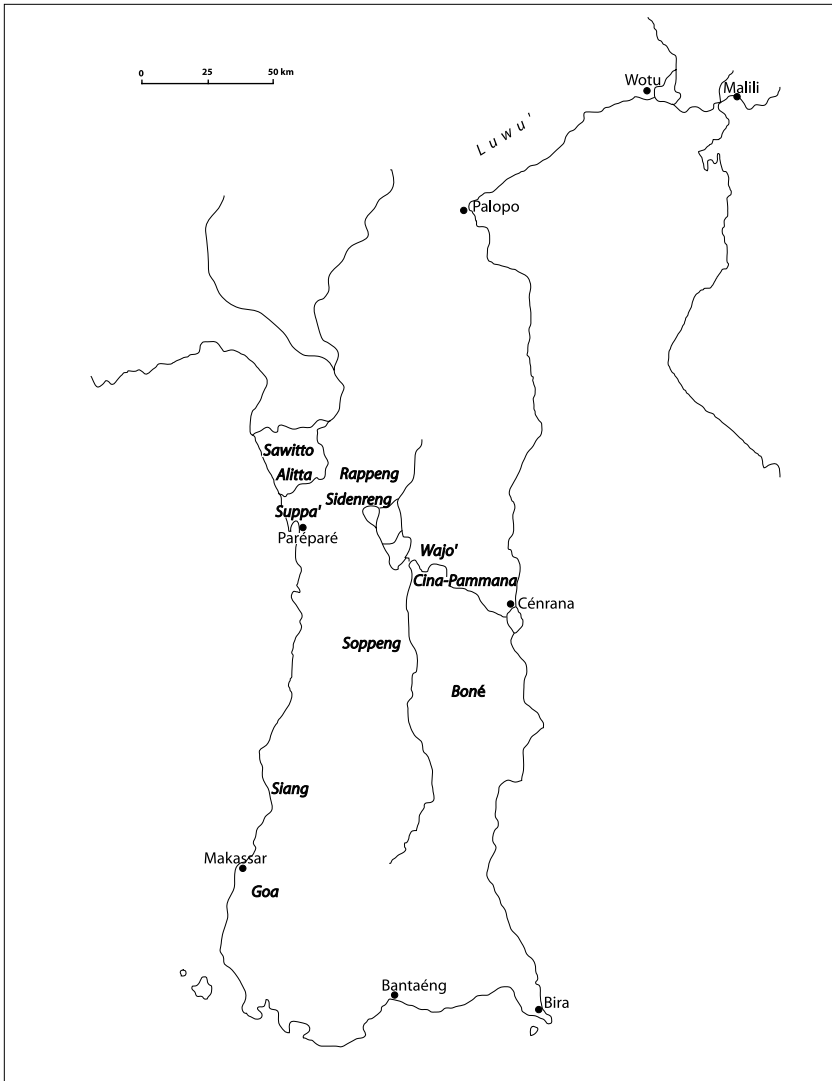 0 25 50 km
Wotu
Malili
Luwu'
Palopo
Sawitto
Alitta
Rappeng
Sidenreng
Suppa'
Paréparé
Wajo'
Cina-Pammana
Cénrana
Soppeng
Boné
Siang
Makassar
Goa
Bantaéng
Bira